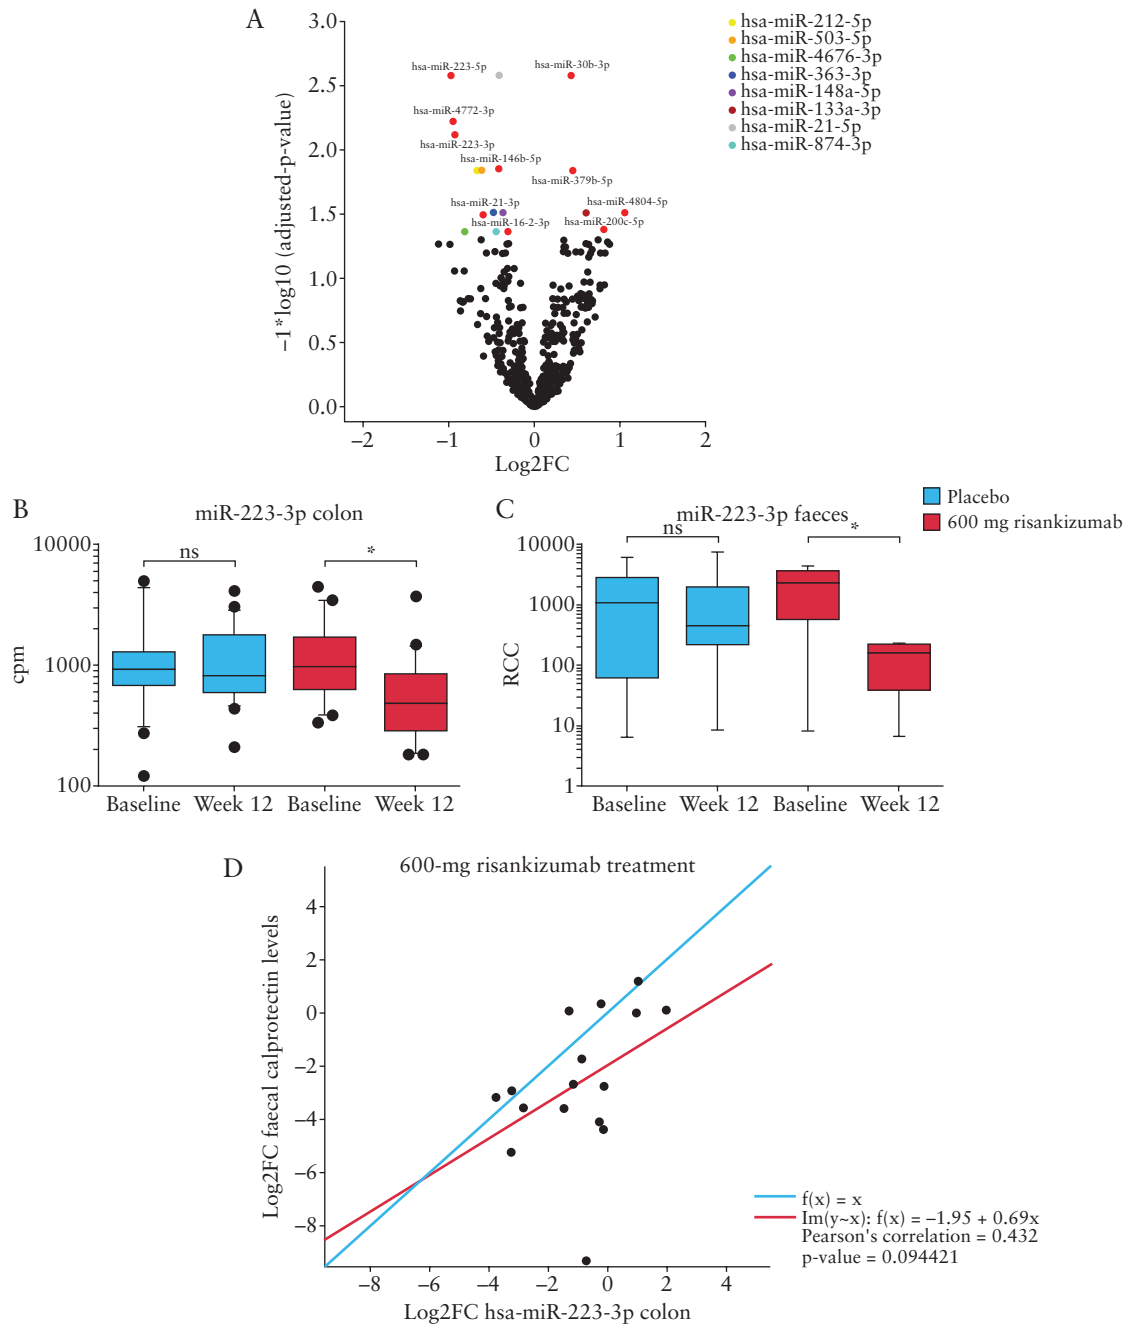 A
3.0
2.5
2.0
1.5
1.0
0.5
0.0
−1*log10 (adjusted-p-value)
−2
−1
0
1
2
Log2FC
hsa-miR-223-5p
hsa-miR-30b-3p
hsa-miR-4772-3p
hsa-miR-223-3p
hsa-miR-146b-5p
hsa-miR-379b-5p
hsa-miR-21-3p
hsa-miR-4804-5p
hsa-miR-16-2-3p
hsa-miR-200c-5p
hsa-miR-212-5p
hsa-miR-503-5p
hsa-miR-4676-3p
hsa-miR-363-3p
hsa-miR-148a-5p
hsa-miR-133a-3p
hsa-miR-21-5p
hsa-miR-874-3p
B
miR-223-3p colon
10000
1000
100
cpm
ns
*
Baseline
Week 12
Baseline
Week 12
C
miR-223-3p faeces
10000
1000
100
10
1
RCC
ns
*
Baseline
Week 12
Baseline
Week 12
Placebo
600 mg risankizumab
D
600-mg risankizumab treatment
4
2
0
−2
−4
−6
−8
Log2FC faecal calprotectin levels
−8
−6
−4
−2
0
2
4
Log2FC hsa-miR-223-3p colon
f(x) = x
Im(y~x): f(x) = −1.95 + 0.69x
Pearson's correlation = 0.432
p-value = 0.094421